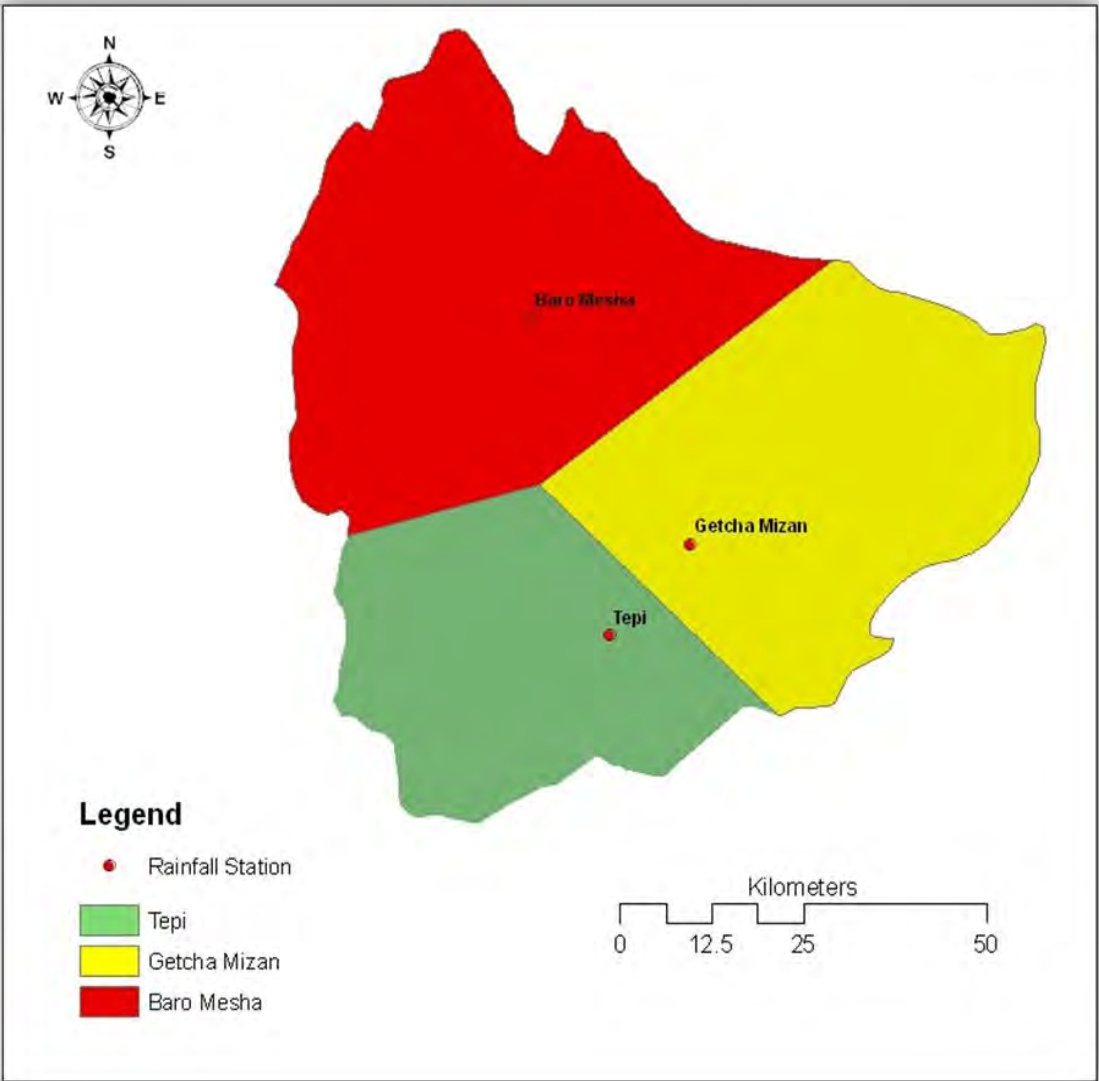 N
W E
S
Baro Mesha
Getcha Mizan
Tepi
Legend
Rainfall Station
Tepi
Getcha Mizan
Baro Mesha
Kilometers
0 12.5 25 50